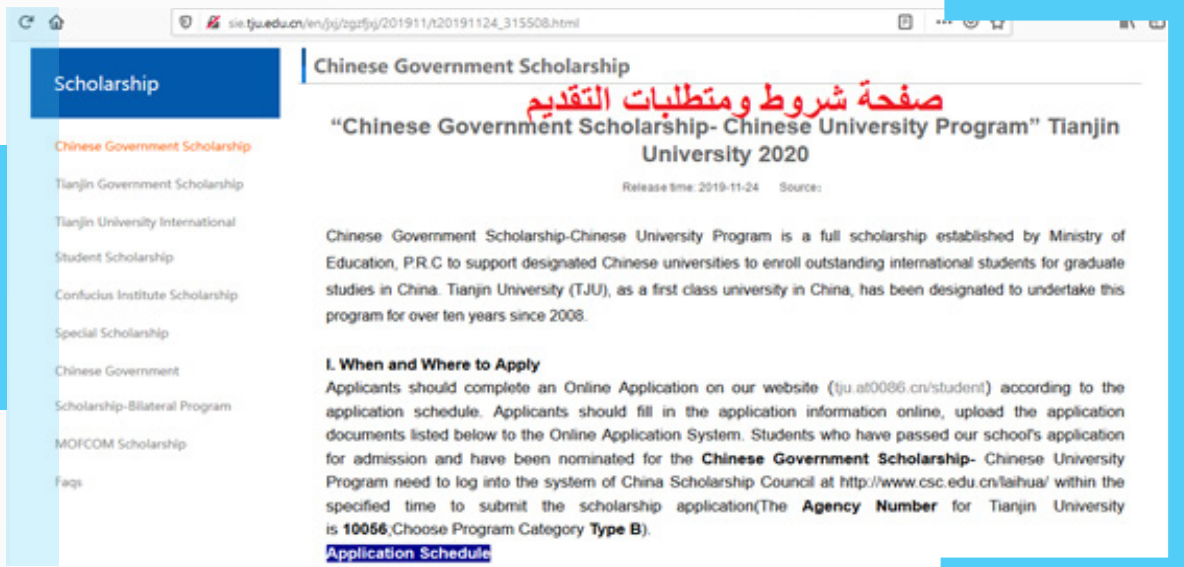 sie.tju.edu.cn/en/jxj/zgzfjxj/201911/t20191124_315508.html
Scholarship
Chinese Government Scholarship
Tianjin Government Scholarship
Tianjin University International
Student Scholarship
Confucius Institute Scholarship
Special Scholarship
Chinese Government
Scholarship-Bilateral Program
MOFCOM Scholarship
Faqs
Chinese Government Scholarship
صفحة شروط ومتطلبات التقديم
“Chinese Government Scholarship- Chinese University Program” Tianjin
University 2020
Release time: 2019-11-24 Source:
Chinese Government Scholarship-Chinese University Program is a full scholarship established by Ministry of
Education, P.R.C to support designated Chinese universities to enroll outstanding international students for graduate
studies in China. Tianjin University (TJU), as a first class university in China, has been designated to undertake this
program for over ten years since 2008.
I. When and Where to Apply
Applicants should complete an Online Application on our website (tju.at0086.cn/student) according to the
application schedule. Applicants should fill in the application information online, upload the application
documents listed below to the Online Application System. Students who have passed our school's application
for admission and have been nominated for the Chinese Government Scholarship- Chinese University
Program need to log into the system of China Scholarship Council at http://www.csc.edu.cn/laihua/ within the
specified time to submit the scholarship application(The Agency Number for Tianjin University
is 10056;Choose Program Category Type B).
Application Schedule